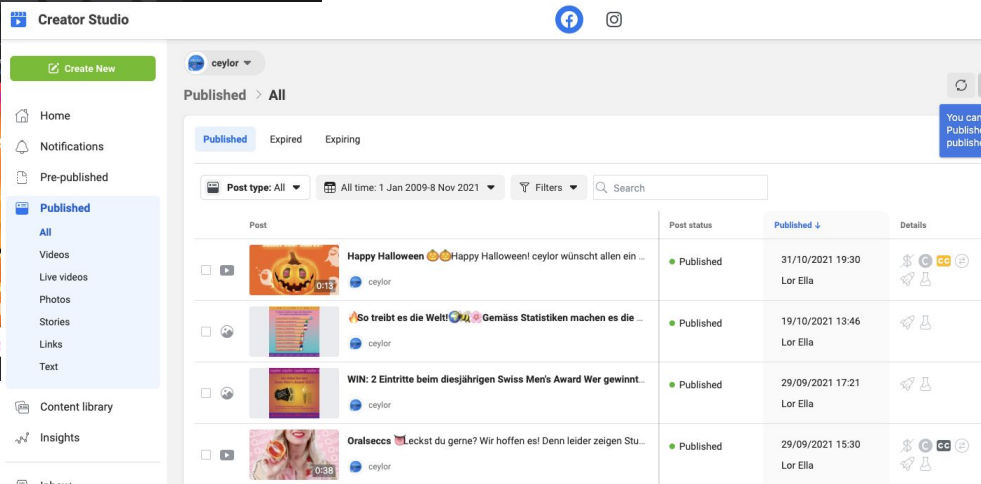 Creator Studio
Create New
ceylor
Published > All
Home
Notifications
Pre-published
Published
All
Videos
Live videos
Photos
Stories
Links
Text
Content library
Insights
You can
Publishe
publishe
Published Expired Expiring
Post type: All All time: 1 Jan 2009-8 Nov 2021 Filters Search
Post Post status Published ↓ Details
Happy Halloween 🎃🎃Happy Halloween! ceylor wünscht allen ein ...
0:13
ceylor
Published
31/10/2021 19:30
Lor Ella
CC
🔥So treibt es die Welt!🌍🐝🌸Gemäss Statistiken machen es die ...
ceylor
Published
19/10/2021 13:46
Lor Ella
WIN: 2 Eintritte beim diesjährigen Swiss Men's Award Wer gewinnt...
ceylor
Published
29/09/2021 17:21
Lor Ella
Oralseccs 👅Leckst du gerne? Wir hoffen es! Denn leider zeigen Stu...
0:38
ceylor
Published
29/09/2021 15:30
Lor Ella
CC